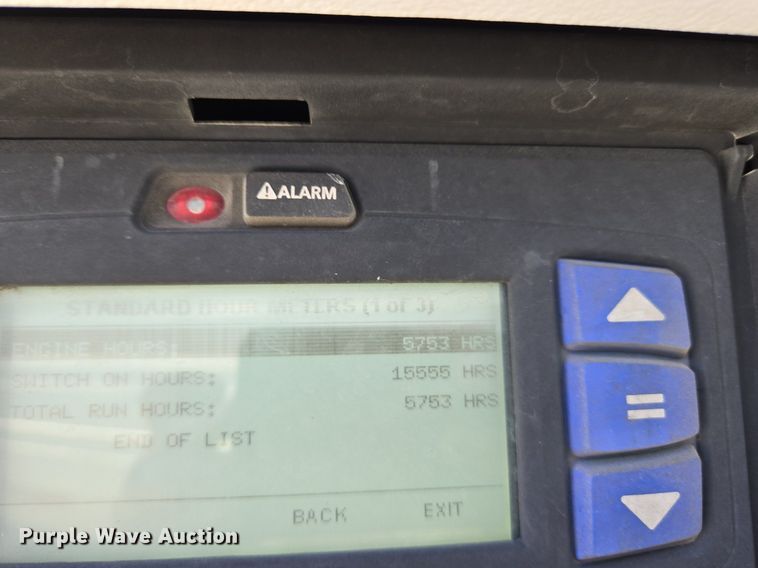 ⚠ALARM
STANDARD HOUR METERS (1 of 3)
ENGINE HOURS: 5753 HRS
SWITCH ON HOURS: 15555 HRS
TOTAL RUN HOURS: 5753 HRS
END OF LIST
BACK EXIT
=
Purple Wave Auction